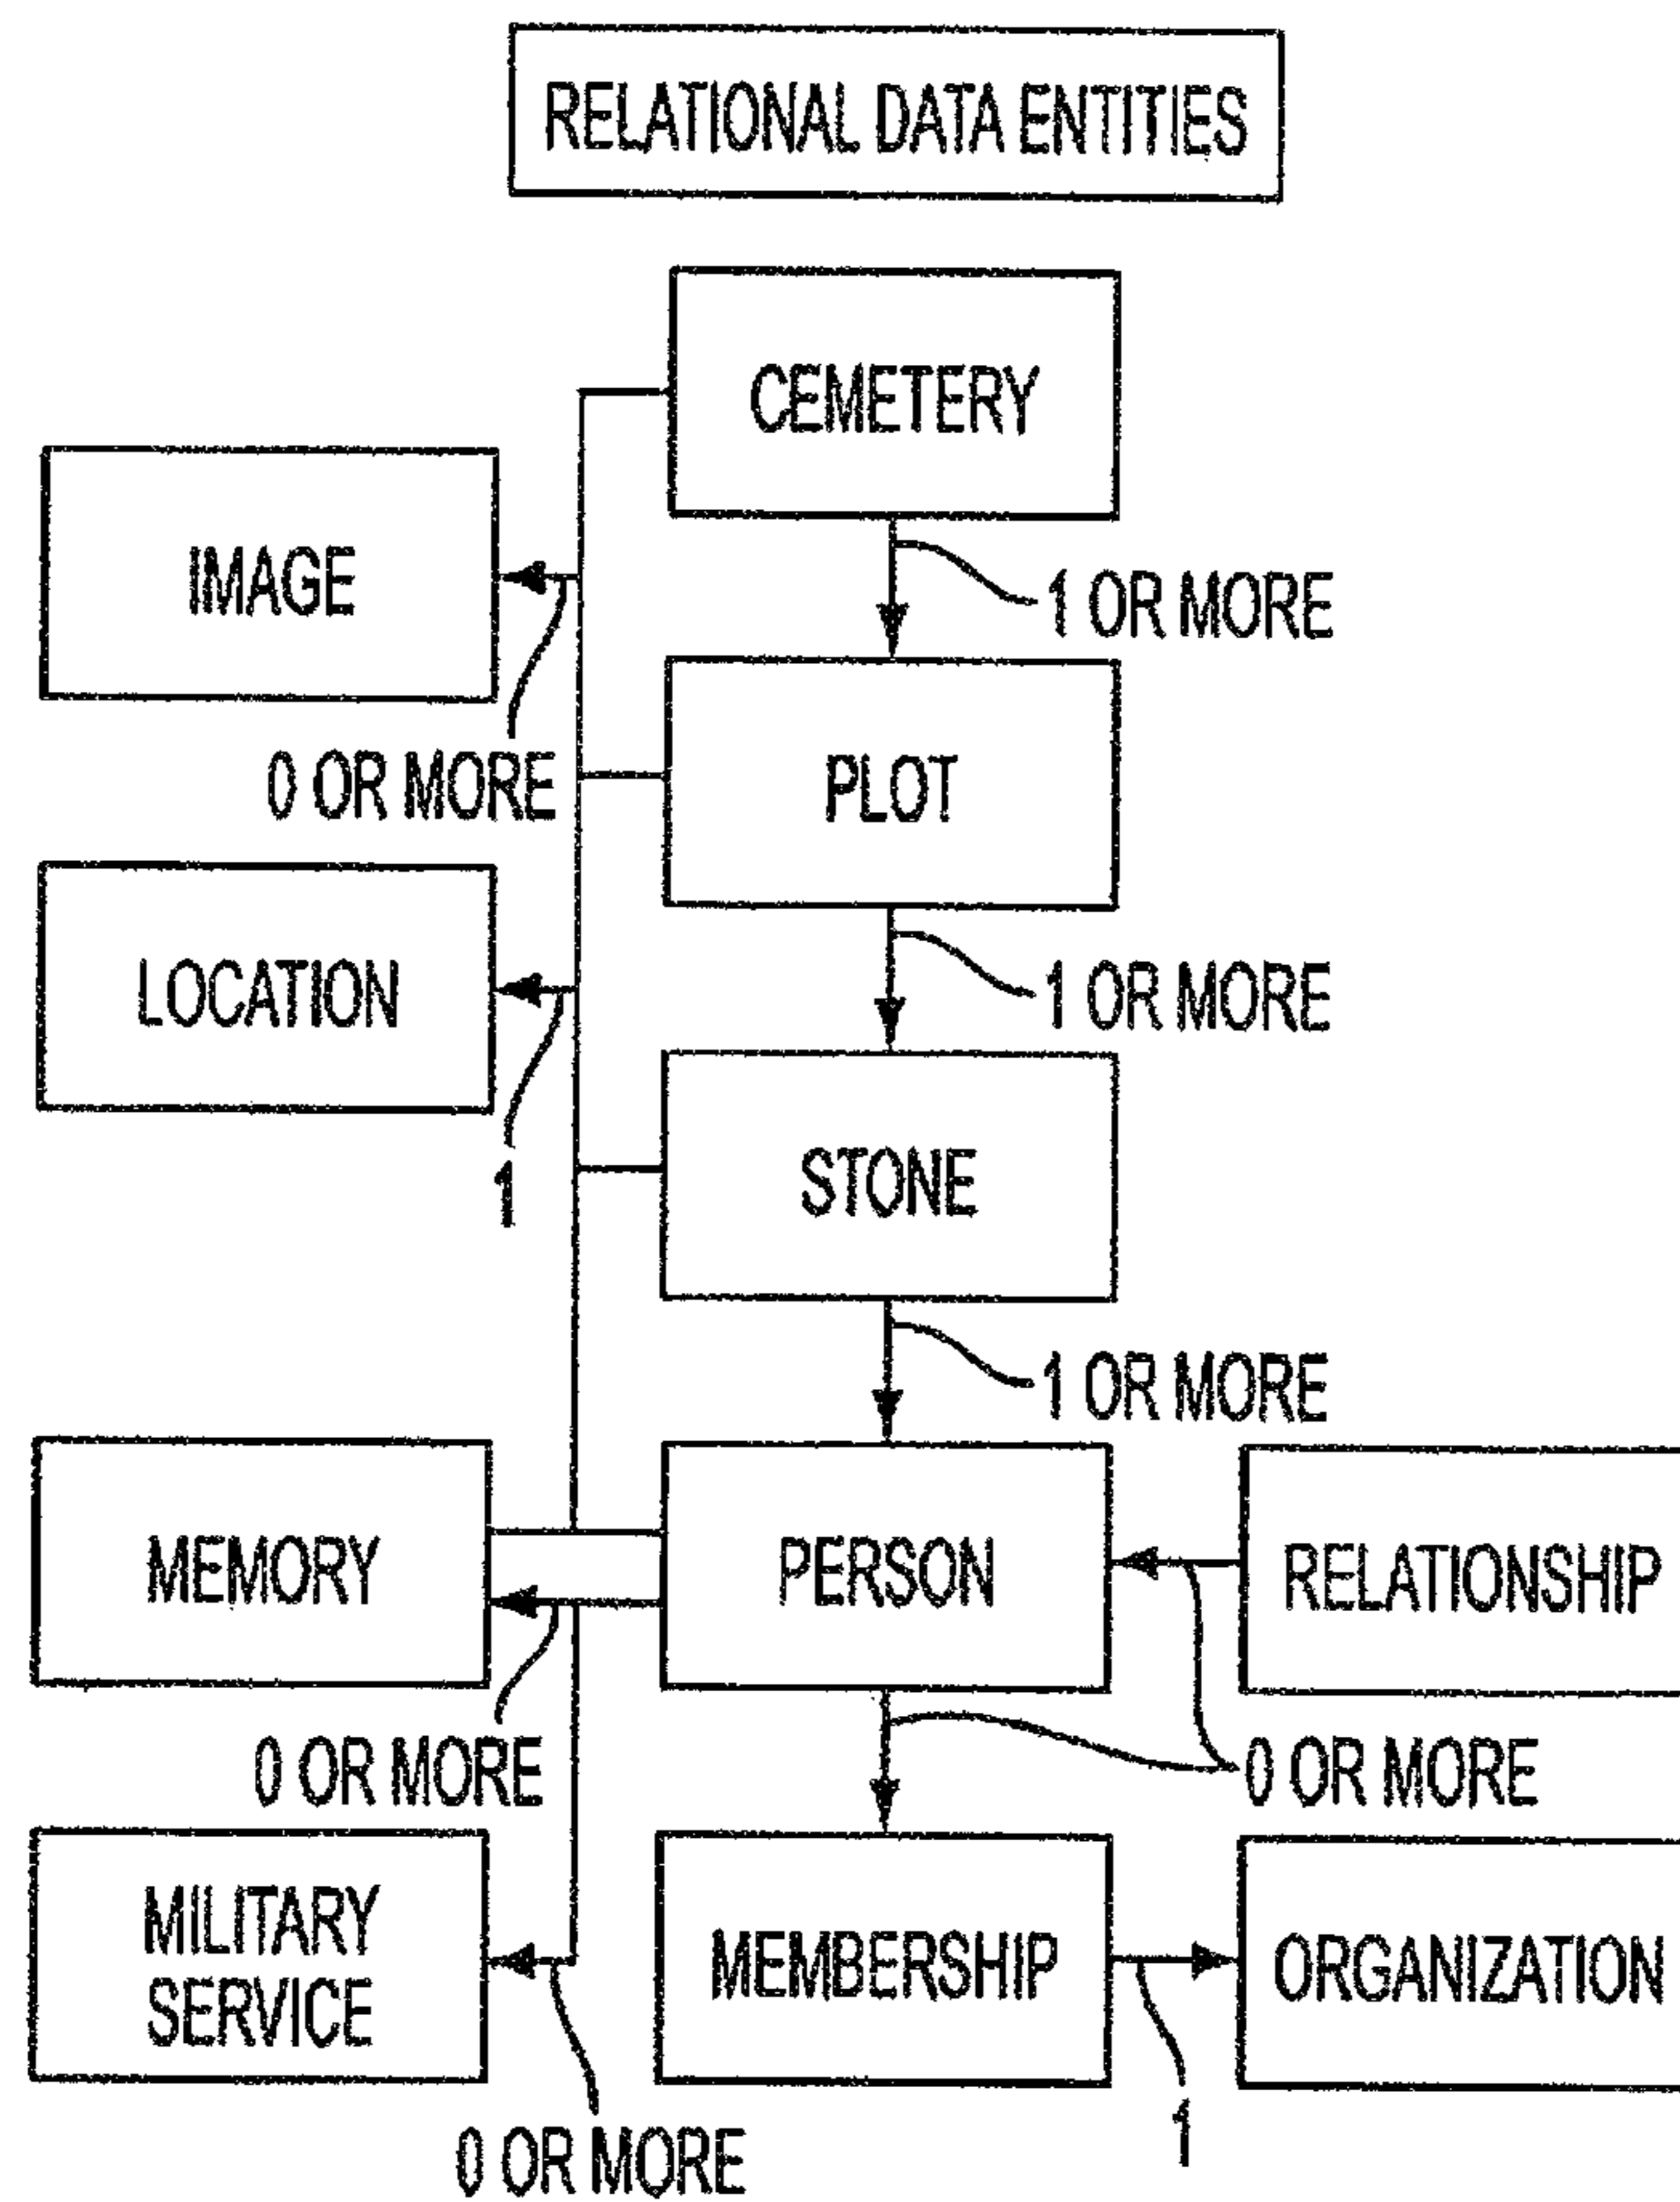 RELATIONAL DATA ENTITIES
CEMETERY
IMAGE
1 OR MORE
0 OR MORE
PLOT
LOCATION
1 OR MORE
1
STONE
1 OR MORE
MEMORY
PERSON
RELATIONSHIP
0 OR MORE
0 OR MORE
MILITARY
SERVICE
MEMBERSHIP
ORGANIZATION
0 OR MORE
1